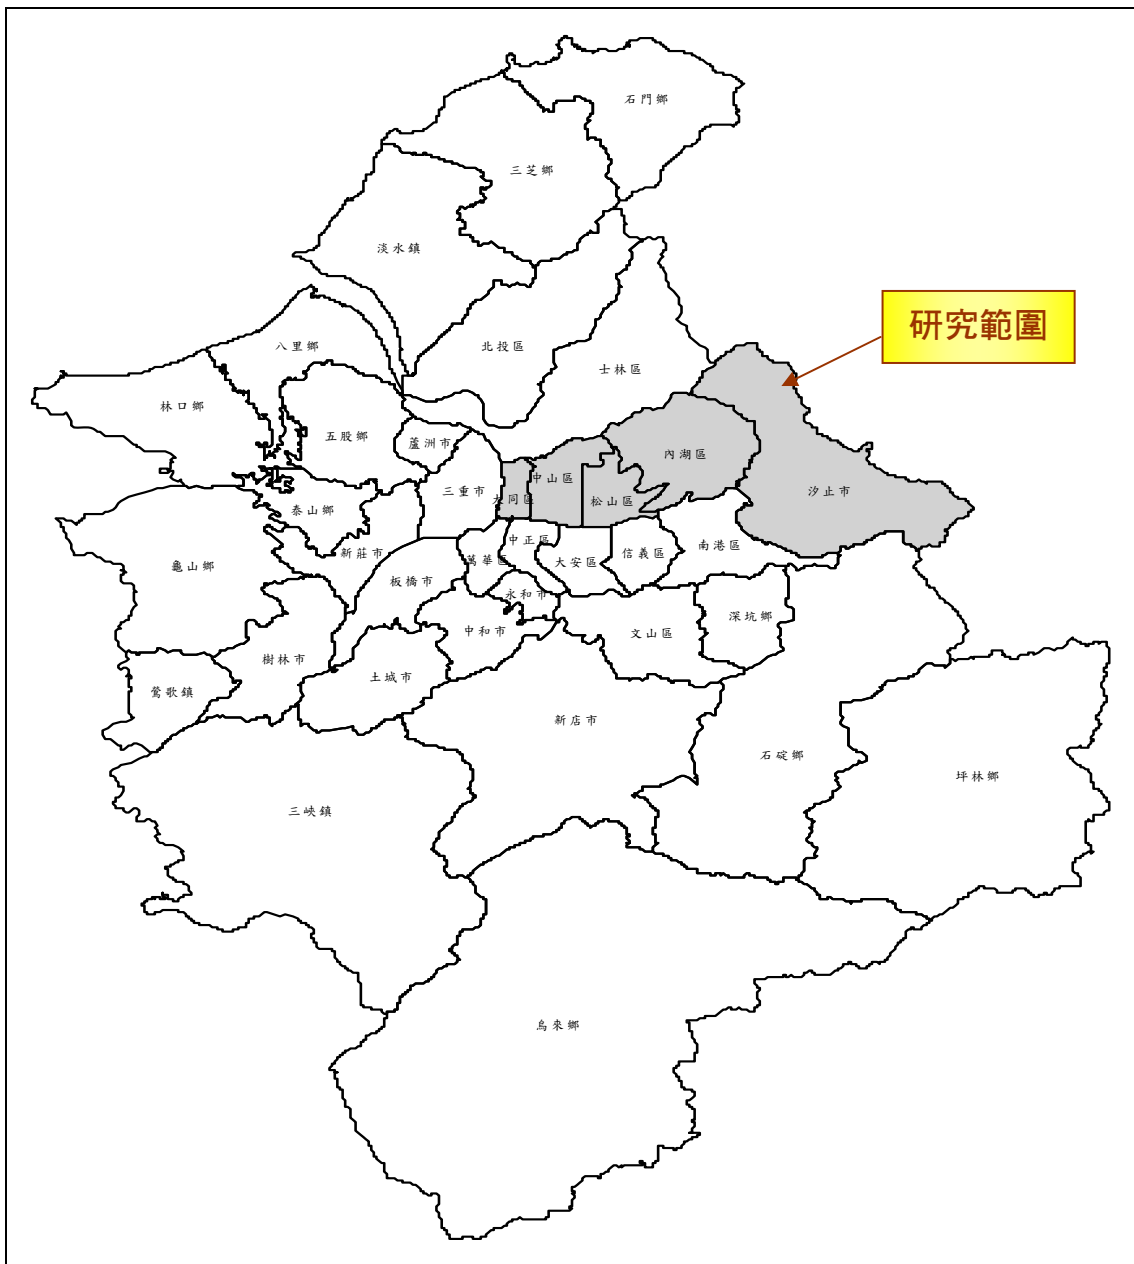 石門鄉
三芝鄉
淡水鎮
研究範圍
八里鄉
北投區
士林區
林口鄉
五股鄉
蘆洲市
內湖區
三重市
大同區
中山區
松山區
汐止市
泰山鄉
新莊市
中正區
南港區
龜山鄉
萬華區
大安區
信義區
板橋市
永和市
深坑鄉
中和市
文山區
樹林市
土城市
鶯歌鎮
新店市
石碇鄉
坪林鄉
三峽鎮
烏來鄉